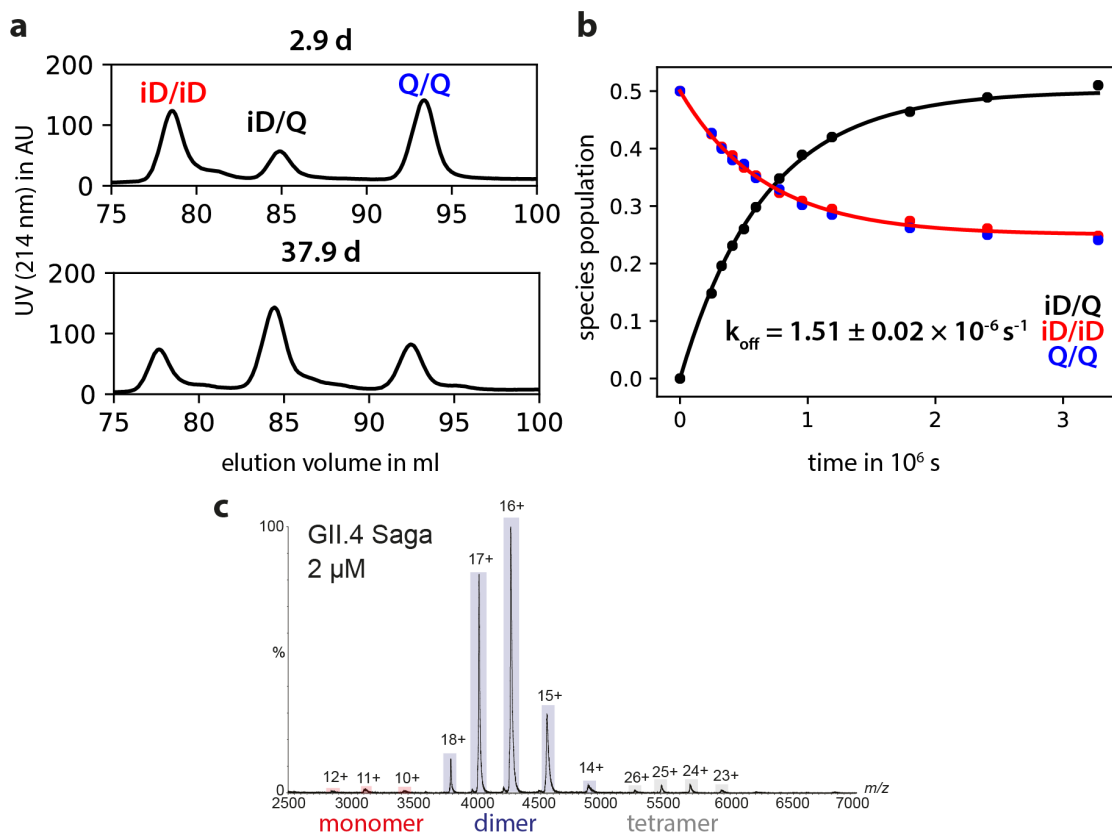 a
2.9 d
200
100
0
iD/iD
iD/Q
Q/Q
75 80 85 90 95 100
37.9 d
200
100
0
75 80 85 90 95 100
UV (214 nm) in AU
elution volume in ml
b
0.5
0.4
0.3
0.2
0.1
0.0
species population
k_off = 1.51 ± 0.02 × 10⁻⁶ s⁻¹
iD/Q
iD/iD
Q/Q
0 1 2 3
time in 10⁶ s
c
GII.4 Saga
2 µM
100
%
0
12+ 11+ 10+
18+
17+
16+
15+
14+
26+ 25+ 24+ 23+
2500 3000 3500 4000 4500 5000 5500 6000 6500 7000
m/z
monomer dimer tetramer